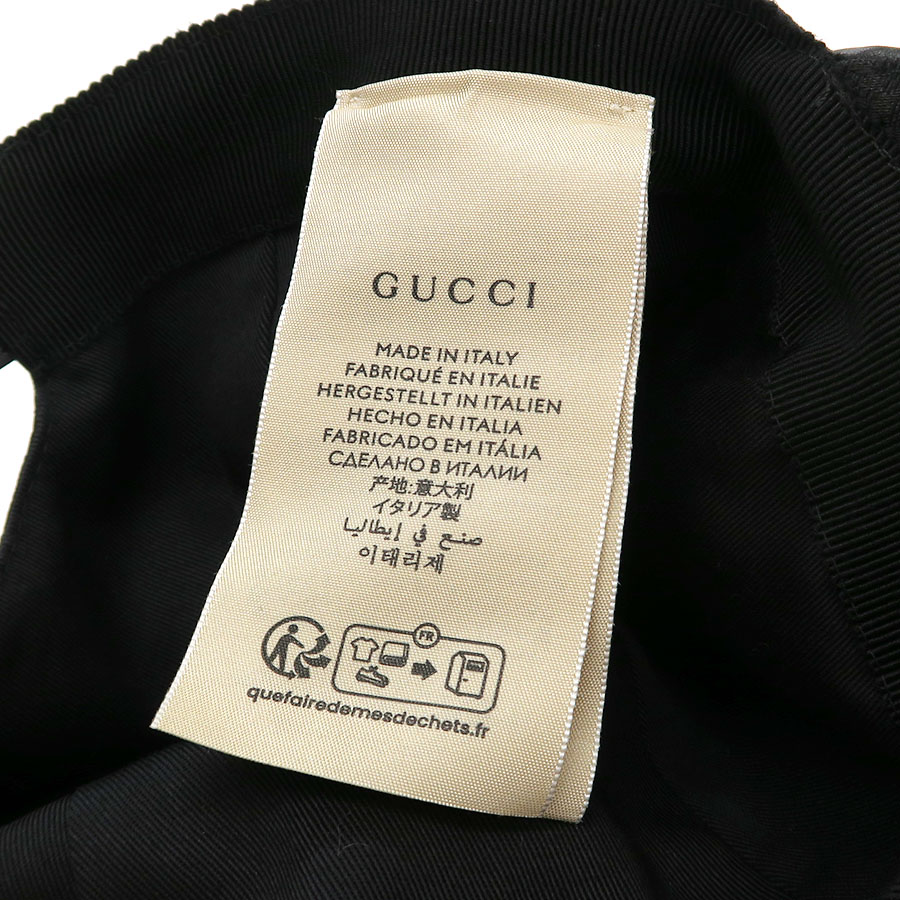 GUCCI
MADE IN ITALY
FABRIQUÉ EN ITALIE
HERGESTELLT IN ITALIEN
HECHO EN ITALIA
FABRICADO EM ITÁLIA
СДЕЛАНО В ИТАЛИИ
产地:意大利
イタリア製
صنع في إيطاليا
이태리제
FR
quefairedemesdechets.fr